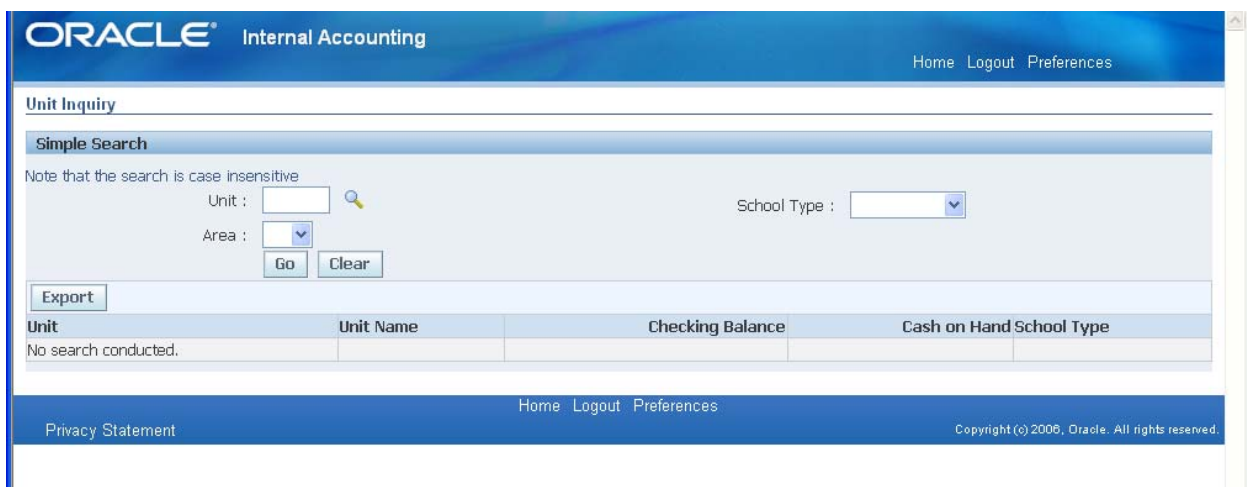 ORACLE® Internal Accounting
Home Logout Preferences
Unit Inquiry
Simple Search
Note that the search is case insensitive
Unit : School Type :
Area :
Go Clear
Export
Unit Unit Name Checking Balance Cash on Hand School Type
No search conducted.
Home Logout Preferences
Privacy Statement Copyright (c) 2006, Oracle. All rights reserved.